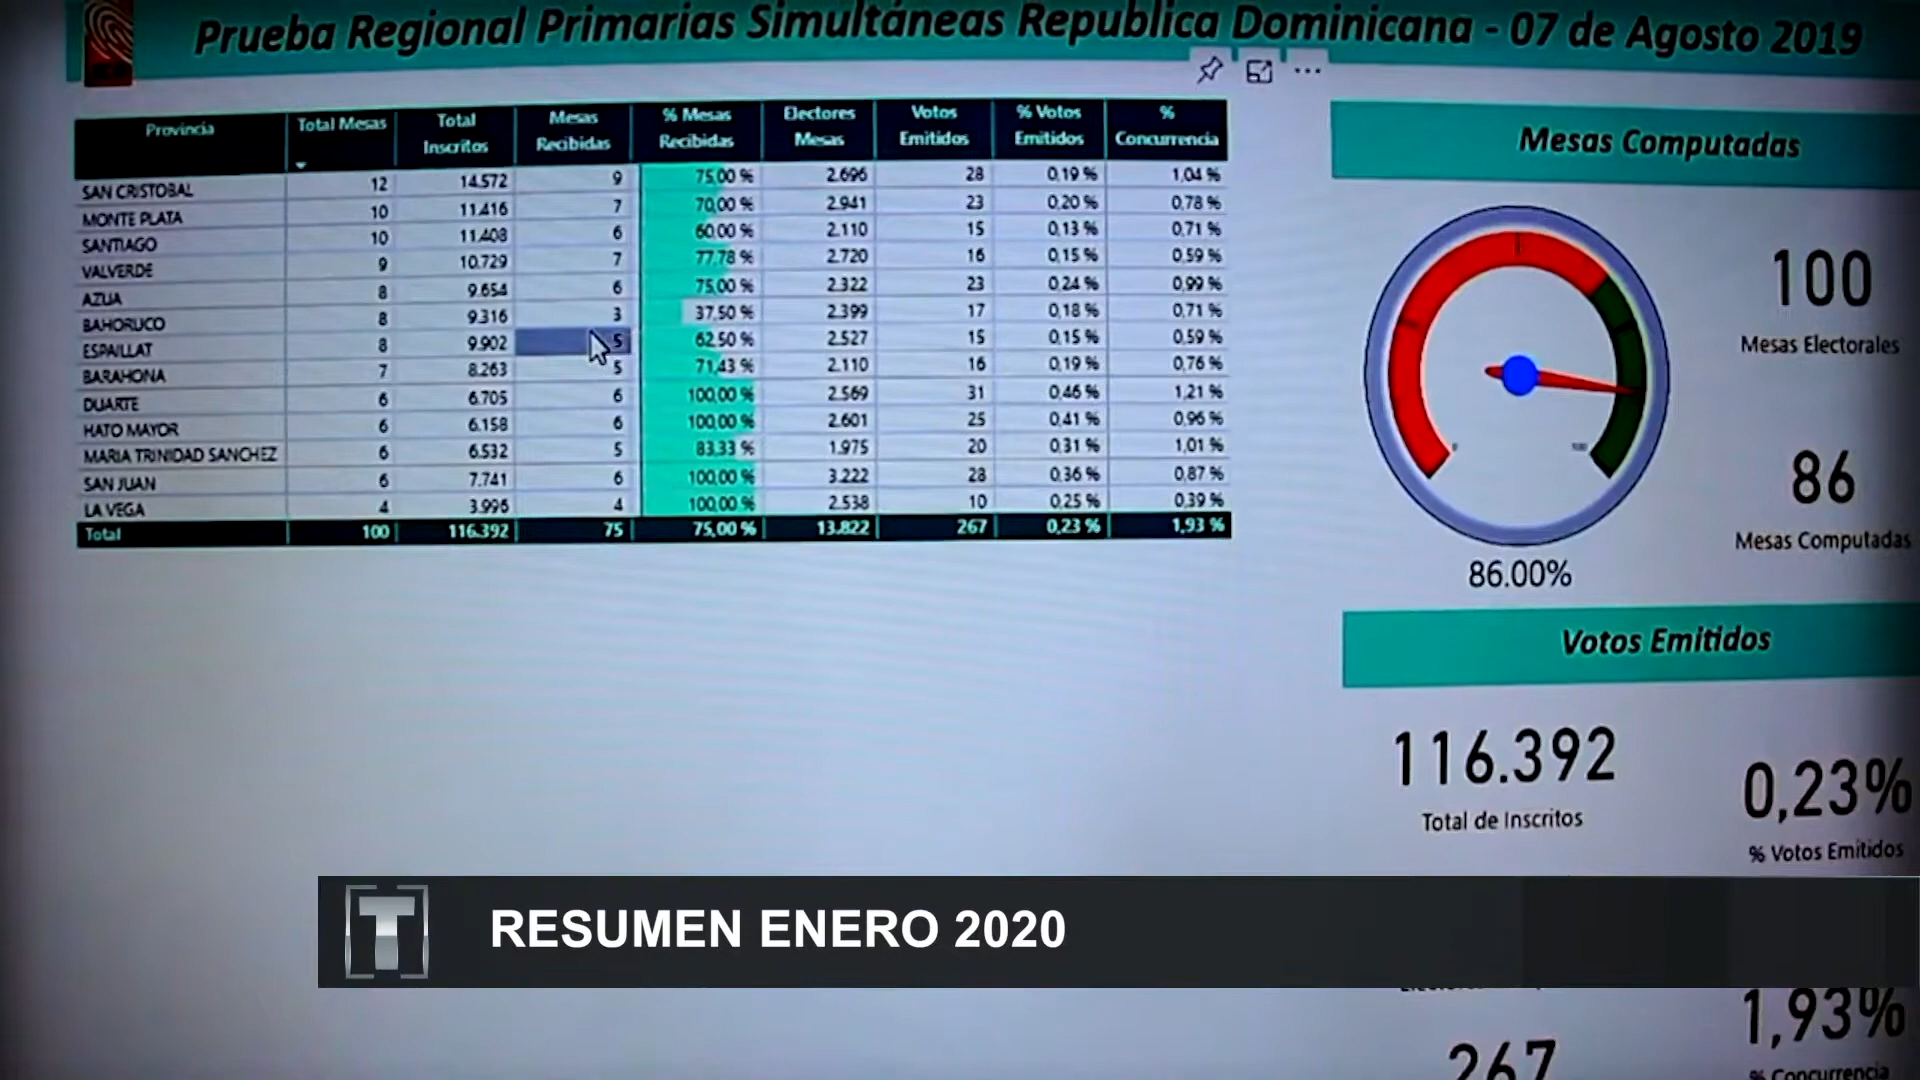 Prueba Regional Primarias Simultáneas Republica Dominicana - 07 de Agosto 2019
Provincia Total Mesas Total Inscritos Mesas Recibidas % Mesas Recibidas Electores Mesas Votos Emitidos % Votos Emitidos % Concurrencia
SAN CRISTOBAL 12 14.572 9 75,00 % 2.696 28 0,19 % 1,04 %
MONTE PLATA 10 11.416 7 70,00 % 2.941 23 0,20 % 0,78 %
SANTIAGO 10 11.408 6 60,00 % 2.110 15 0,13 % 0,71 %
VALVERDE 9 10.729 7 77,78 % 2.720 16 0,15 % 0,59 %
AZUA 8 9.654 6 75,00 % 2.322 23 0,24 % 0,99 %
BAHORUCO 8 9.316 3 37,50 % 2.399 17 0,18 % 0,71 %
ESPAILLAT 8 9.902 5 62,50 % 2.527 15 0,15 % 0,59 %
BARAHONA 7 8.263 5 71,43 % 2.110 16 0,19 % 0,76 %
DUARTE 6 6.705 6 100,00 % 2.569 31 0,46 % 1,21 %
HATO MAYOR 6 6.158 6 100,00 % 2.601 25 0,41 % 0,96 %
MARIA TRINIDAD SANCHEZ 6 6.532 5 83,33 % 1.975 20 0,31 % 1,01 %
SAN JUAN 6 7.741 6 100,00 % 3.222 28 0,36 % 0,87 %
LA VEGA 4 3.996 4 100,00 % 2.538 10 0,25 % 0,39 %
Total 100 116.392 75 75,00 % 13.822 267 0,23 % 1,93 %
Mesas Computadas
100
Mesas Electorales
0 100
86
Mesas Computadas
86.00%
Votos Emitidos
116.392
Total de Inscritos
0,23%
% Votos Emitidos
T RESUMEN ENERO 2020
1,93%
% Concurrencia
267